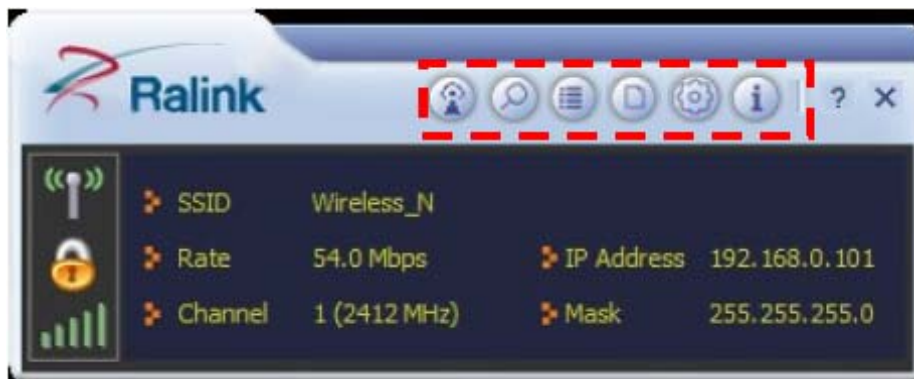 Ralink
? X
SSID Wireless_N
Rate 54.0 Mbps IP Address 192.168.0.101
Channel 1 (2412 MHz) Mask 255.255.255.0